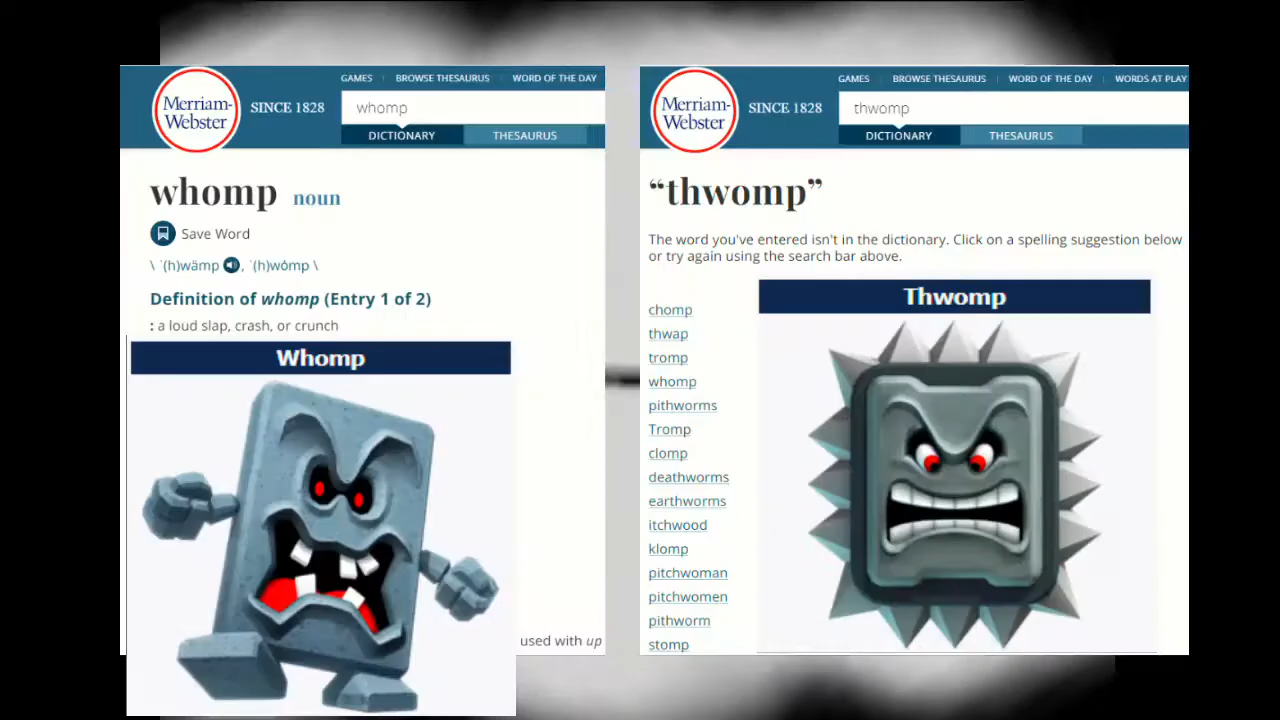 GAMES BROWSE THESAURUS WORD OF THE DAY
Merriam-
Webster
SINCE 1828
whomp
DICTIONARY THESAURUS
whomp noun
Save Word
\ ˈ(h)wämp , ˈ(h)wȯmp \
Definition of whomp (Entry 1 of 2)
: a loud slap, crash, or crunch
Whomp
used with up
GAMES BROWSE THESAURUS WORD OF THE DAY WORDS AT PLAY
Merriam-
Webster
SINCE 1828
thwomp
DICTIONARY THESAURUS
“thwomp”
The word you've entered isn't in the dictionary. Click on a spelling suggestion below
or try again using the search bar above.
Thwomp
chomp
thwap
tromp
whomp
pithworms
Tromp
clomp
deathworms
earthworms
itchwood
klomp
pitchwoman
pitchwomen
pithworm
stomp